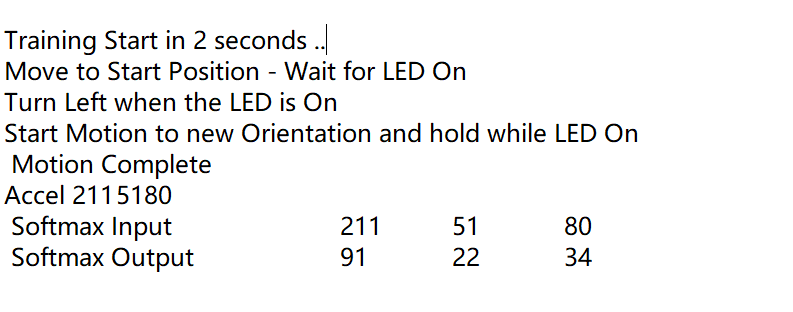 Training Start in 2 seconds ..
Move to Start Position - Wait for LED On
Turn Left when the LED is On
Start Motion to new Orientation and hold while LED On
Motion Complete
Accel 2115180
Softmax Input 211 51 80
Softmax Output 91 22 34